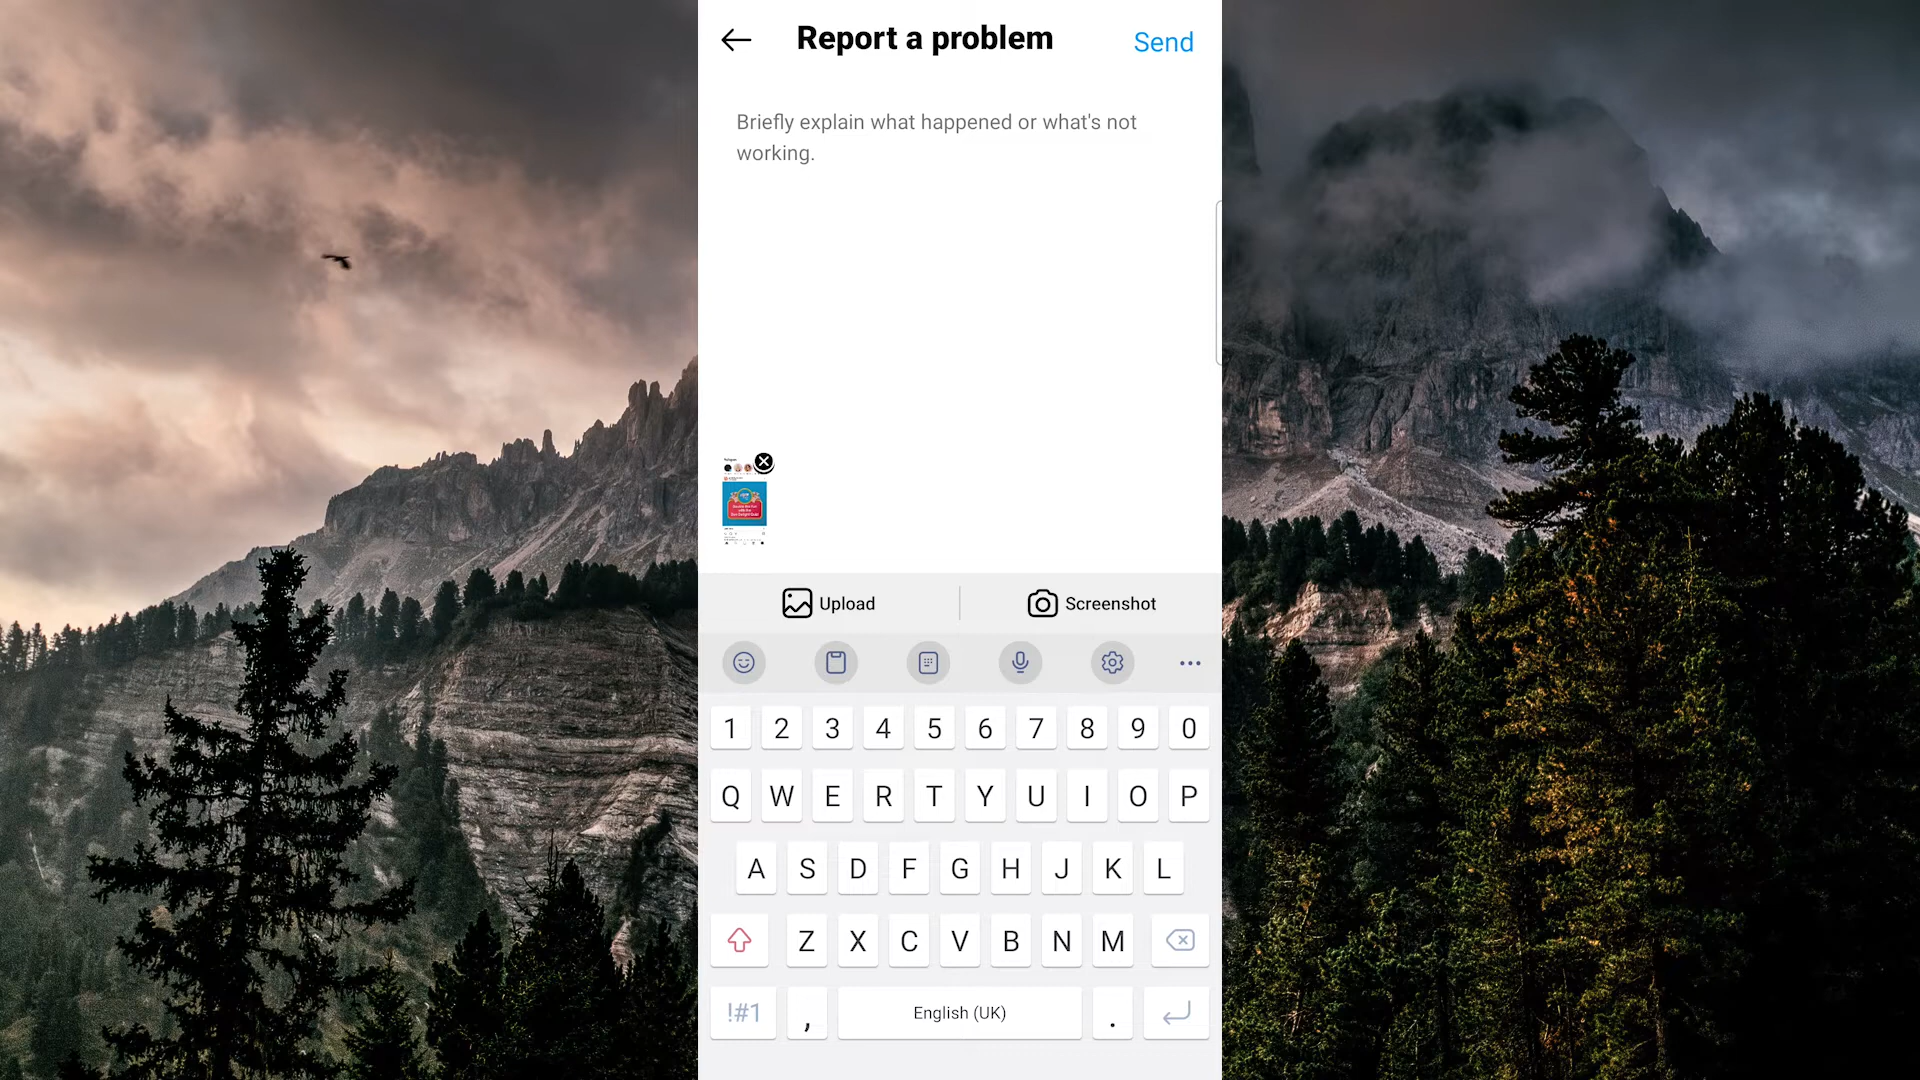 Report a problem
Send
Briefly explain what happened or what's not
working.
Upload
Screenshot
1 2 3 4 5 6 7 8 9 0
Q W E R T Y U I O P
A S D F G H J K L
Z X C V B N M
!#1 , English (UK) .